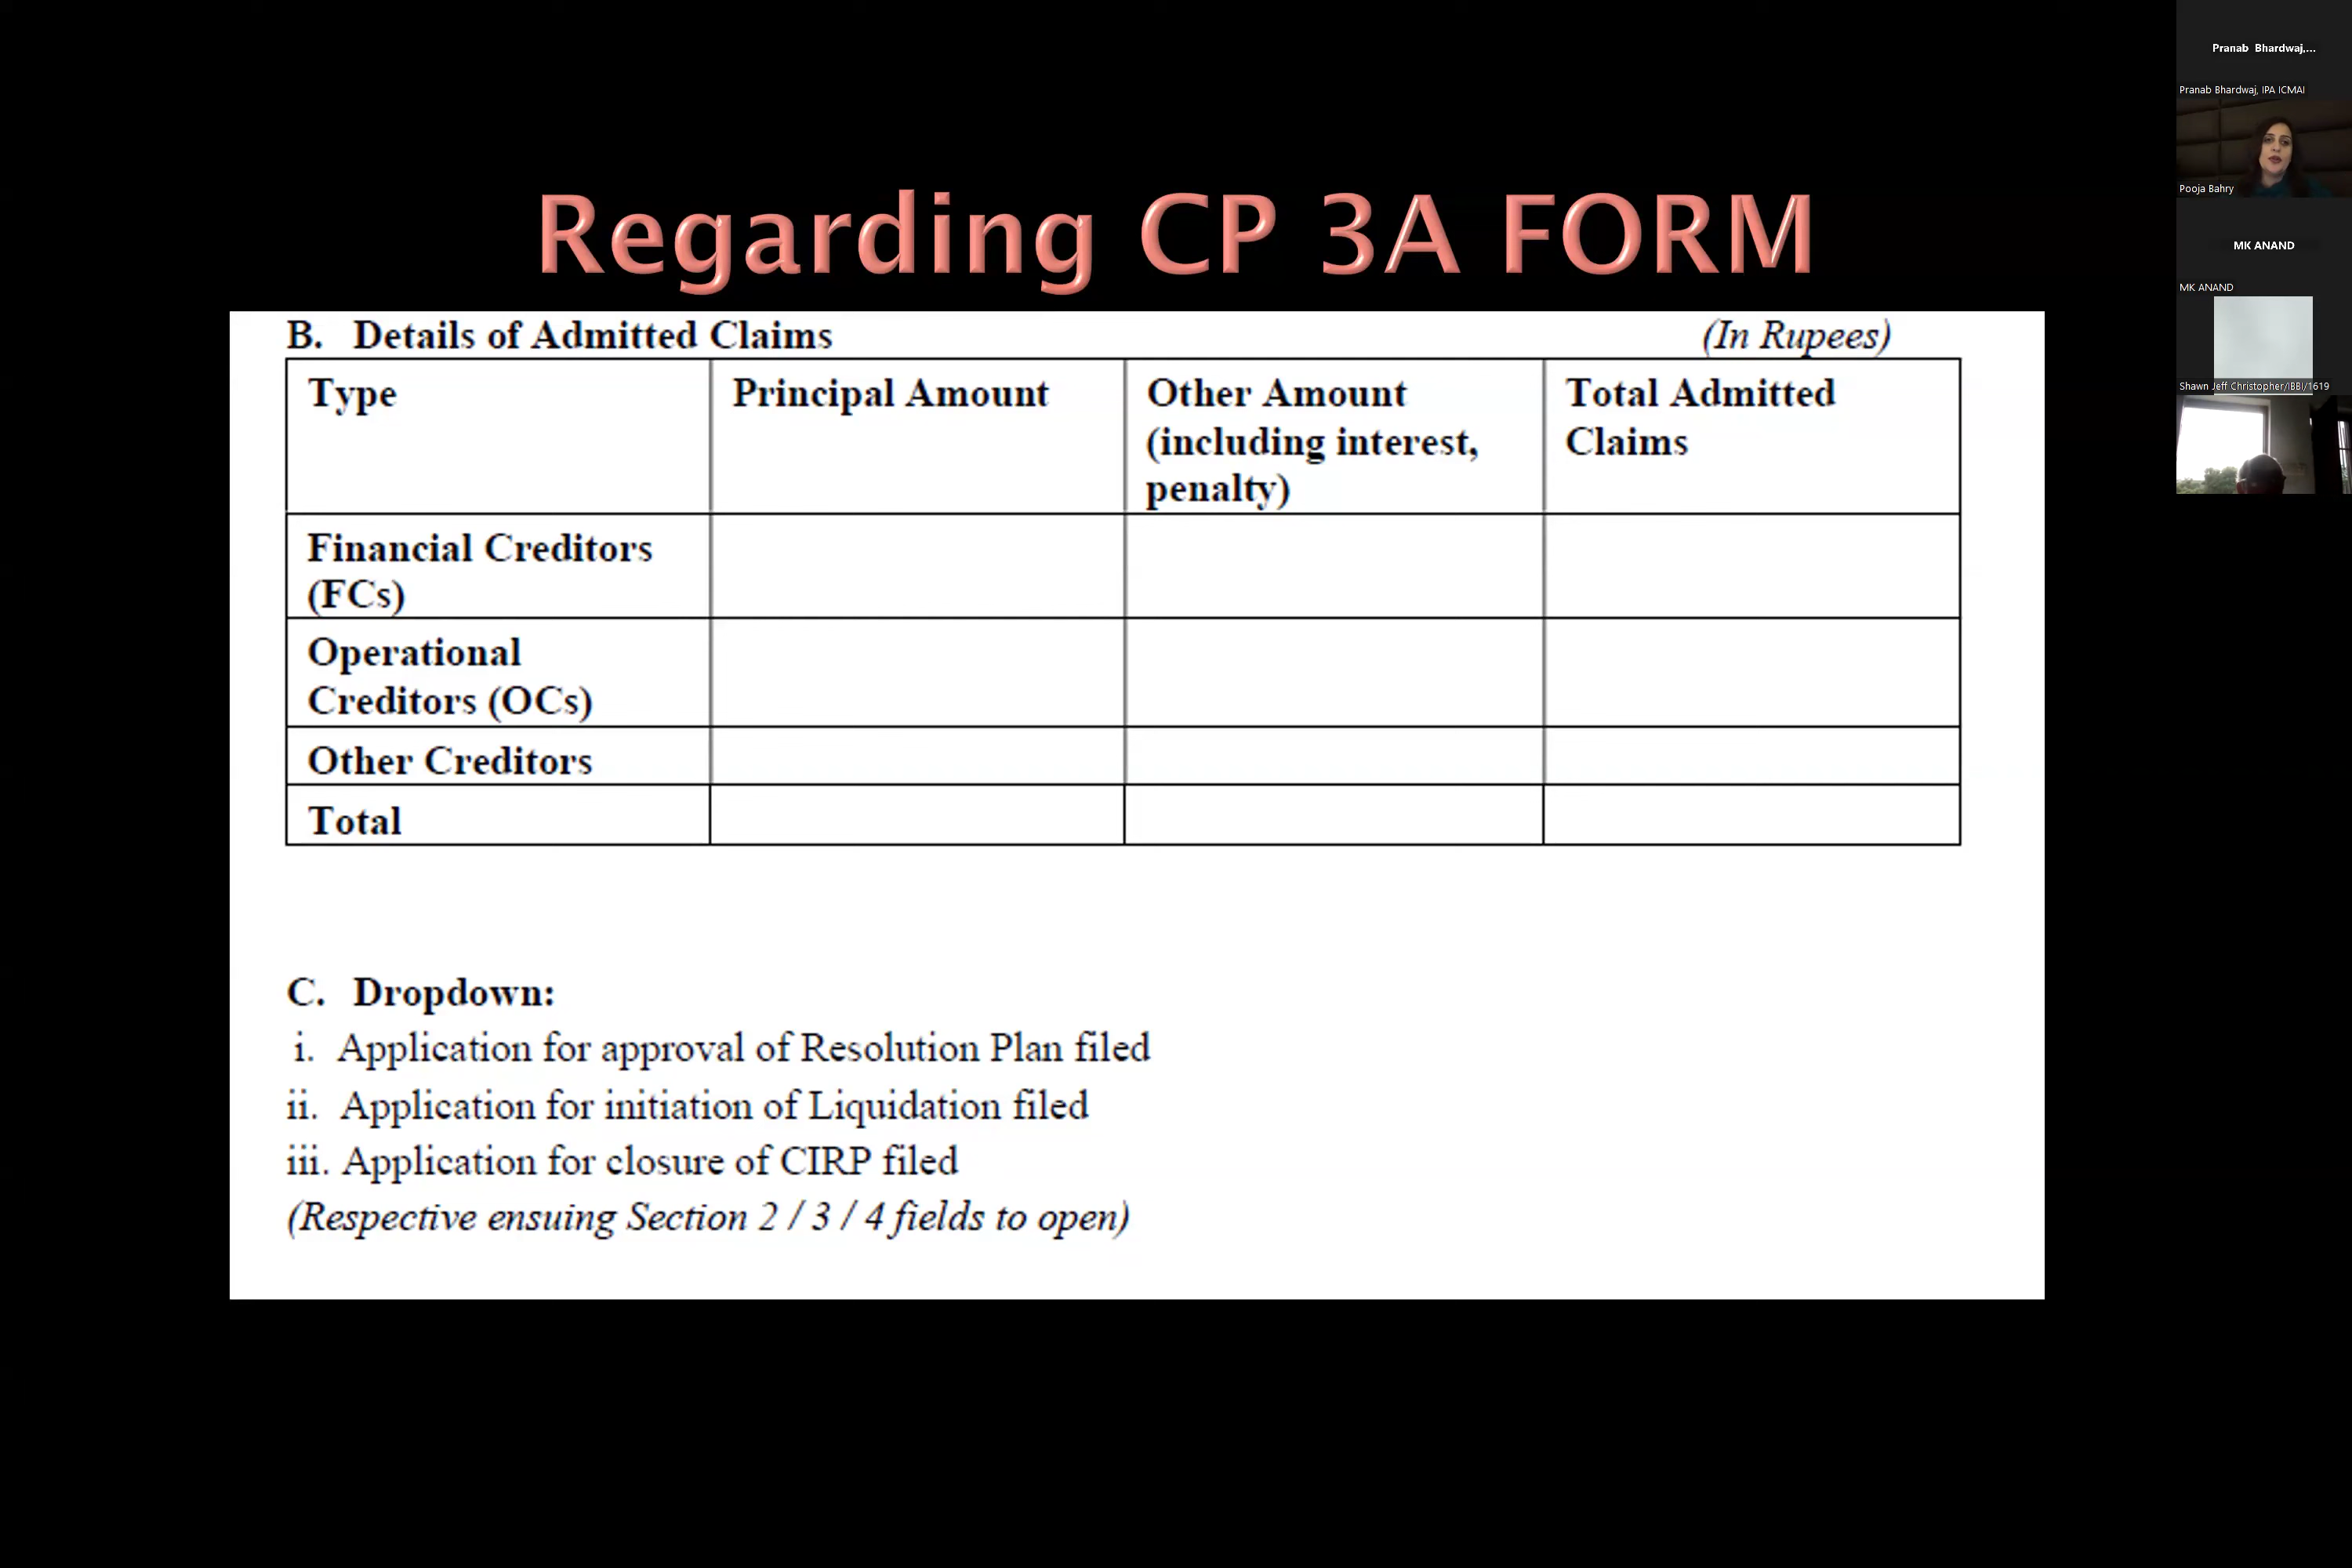 Regarding CP 3A FORM
B. Details of Admitted Claims (In Rupees)
Type Principal Amount Other Amount (including interest, penalty) Total Admitted Claims
Financial Creditors (FCs)
Operational Creditors (OCs)
Other Creditors
Total
C. Dropdown:
i. Application for approval of Resolution Plan filed
ii. Application for initiation of Liquidation filed
iii. Application for closure of CIRP filed
(Respective ensuing Section 2 / 3 / 4 fields to open)
Pranab Bhardwaj,...
Pranab Bhardwaj, IPA ICMAI
Pooja Bahry
MK ANAND
MK ANAND
Shawn Jeff Christopher/IBBI/1619